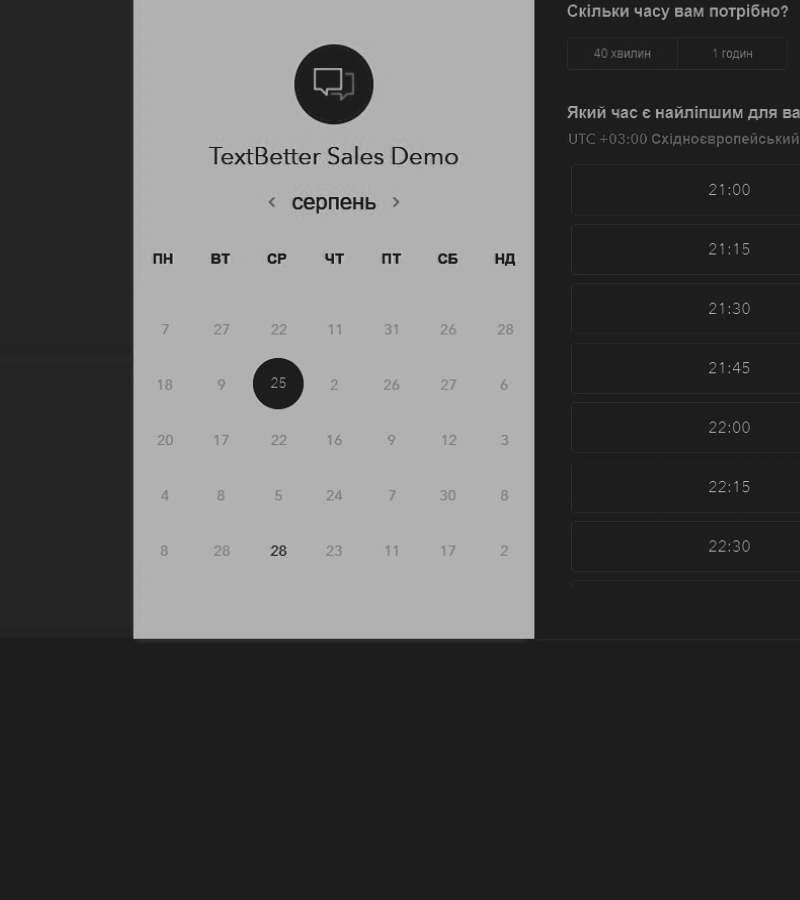 TextBetter Sales Demo
серпень
ПН ВТ СР ЧТ ПТ СБ НД
7 27 22 11 31 26 28
18 9 25 2 26 27 6
20 17 22 16 9 12 3
4 8 5 24 7 30 8
8 28 28 23 11 17 2
Скільки часу вам потрібно?
40 хвилин 1 годин
Який час є найліпшим для ва
UTC +03:00 Східноєвропейський
21:00
21:15
21:30
21:45
22:00
22:15
22:30